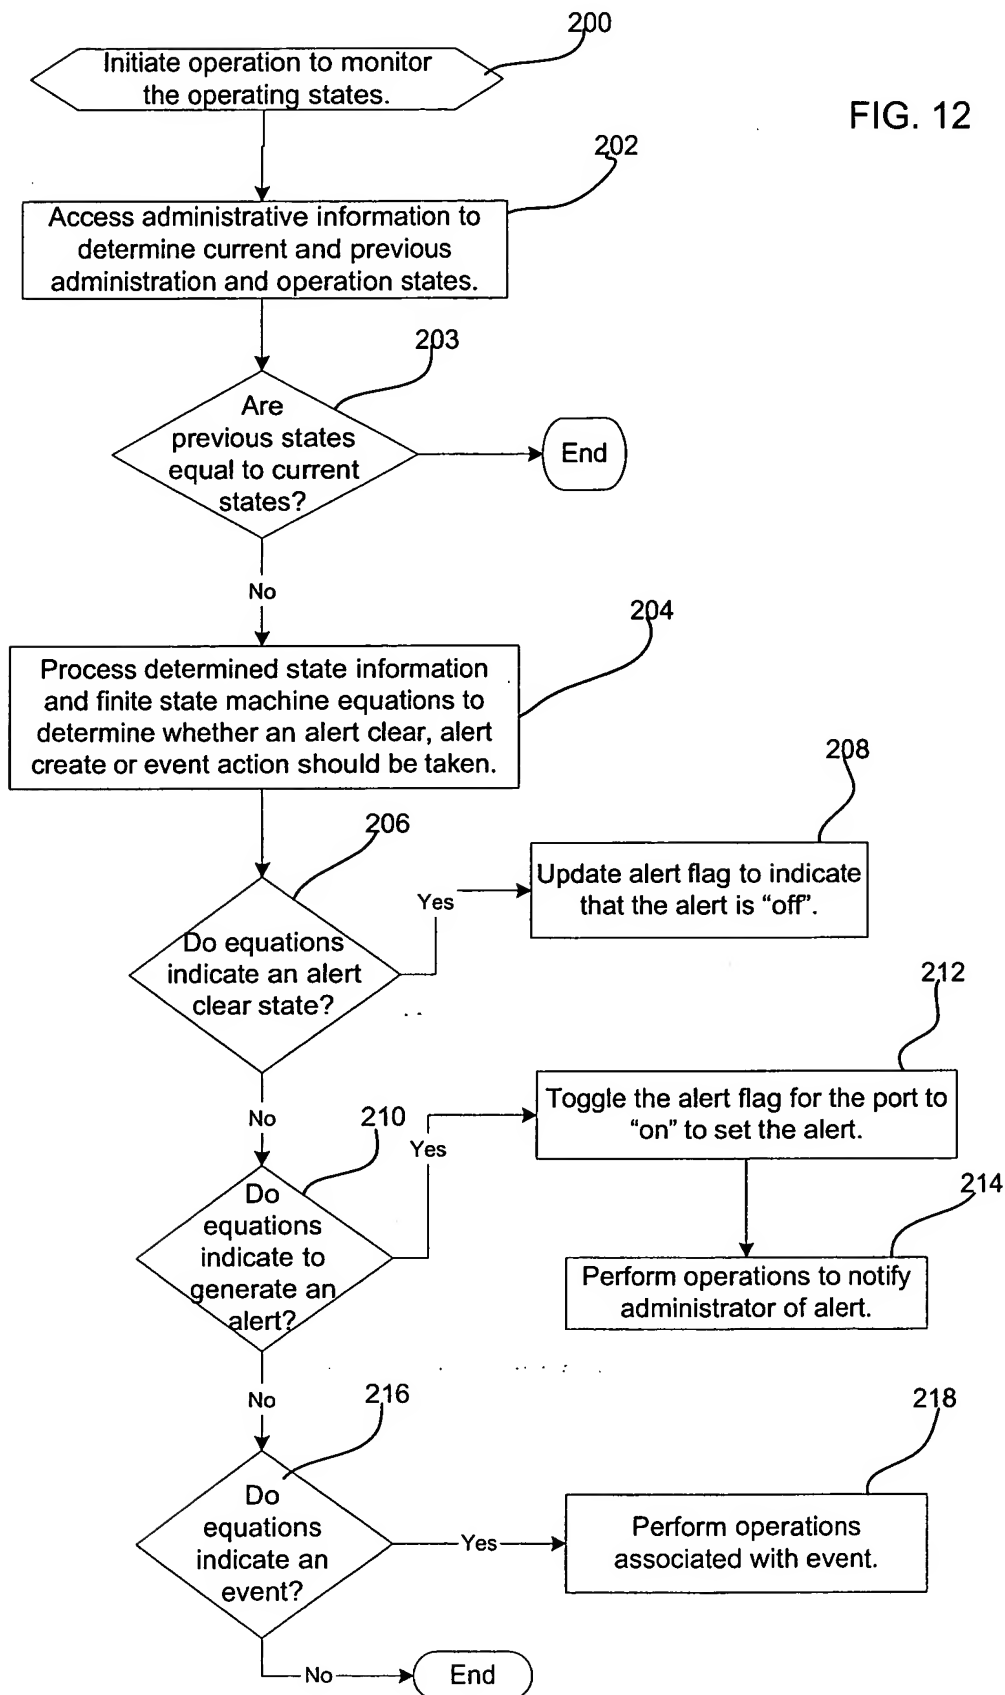 200
Initiate operation to monitor
the operating states.
FIG. 12
202
Access administrative information to
determine current and previous
administration and operation states.
203
Are
previous states
equal to current
states?
End
No
204
Process determined state information
and finite state machine equations to
determine whether an alert clear, alert
create or event action should be taken.
206
208
Update alert flag to indicate
that the alert is “off”.
Yes
Do equations
indicate an alert
clear state?
212
No
210
Yes
Toggle the alert flag for the port to
“on” to set the alert.
Do
equations
indicate to
generate an
alert?
214
Perform operations to notify
administrator of alert.
No
216
218
Do
equations
indicate an
event?
Yes
Perform operations
associated with event.
No
End